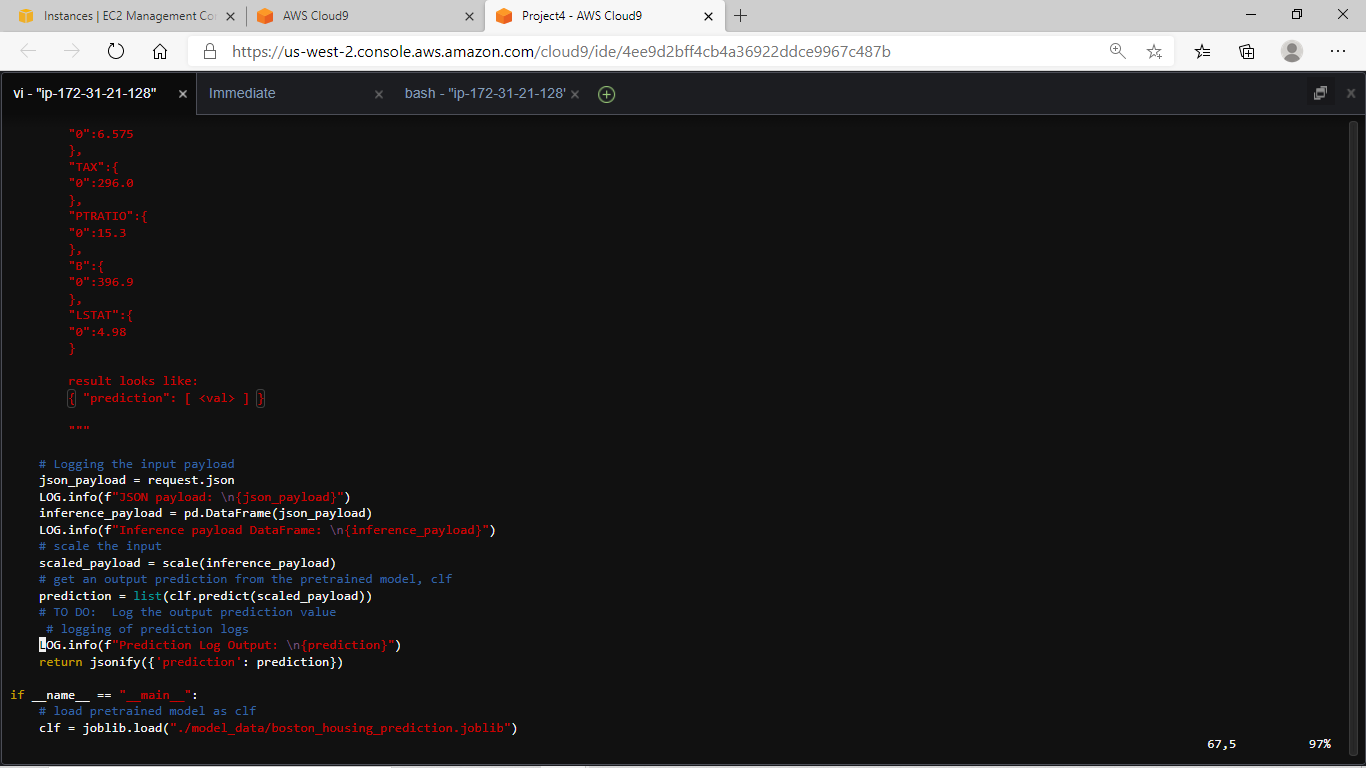 Instances | EC2 Management Co
AWS Cloud9
Project4 - AWS Cloud9
https://us-west-2.console.aws.amazon.com/cloud9/ide/4ee9d2bff4cb4a36922ddce9967c487b
vi - "ip-172-31-21-128"
Immediate
bash - "ip-172-31-21-128'
"0":6.575
},
"TAX":{
"0":296.0
},
"PTRATIO":{
"0":15.3
},
"B":{
"0":396.9
},
"LSTAT":{
"0":4.98
}
result looks like:
{ "prediction": [ <val> ] }
"""
# Logging the input payload
json_payload = request.json
LOG.info(f"JSON payload: \n{json_payload}")
inference_payload = pd.DataFrame(json_payload)
LOG.info(f"Inference payload DataFrame: \n{inference_payload}")
# scale the input
scaled_payload = scale(inference_payload)
# get an output prediction from the pretrained model, clf
prediction = list(clf.predict(scaled_payload))
# TO DO:  Log the output prediction value
# logging of prediction logs
LOG.info(f"Prediction Log Output: \n{prediction}")
return jsonify({'prediction': prediction})
if __name__ == "__main__":
# load pretrained model as clf
clf = joblib.load("./model_data/boston_housing_prediction.joblib")
67,5
97%